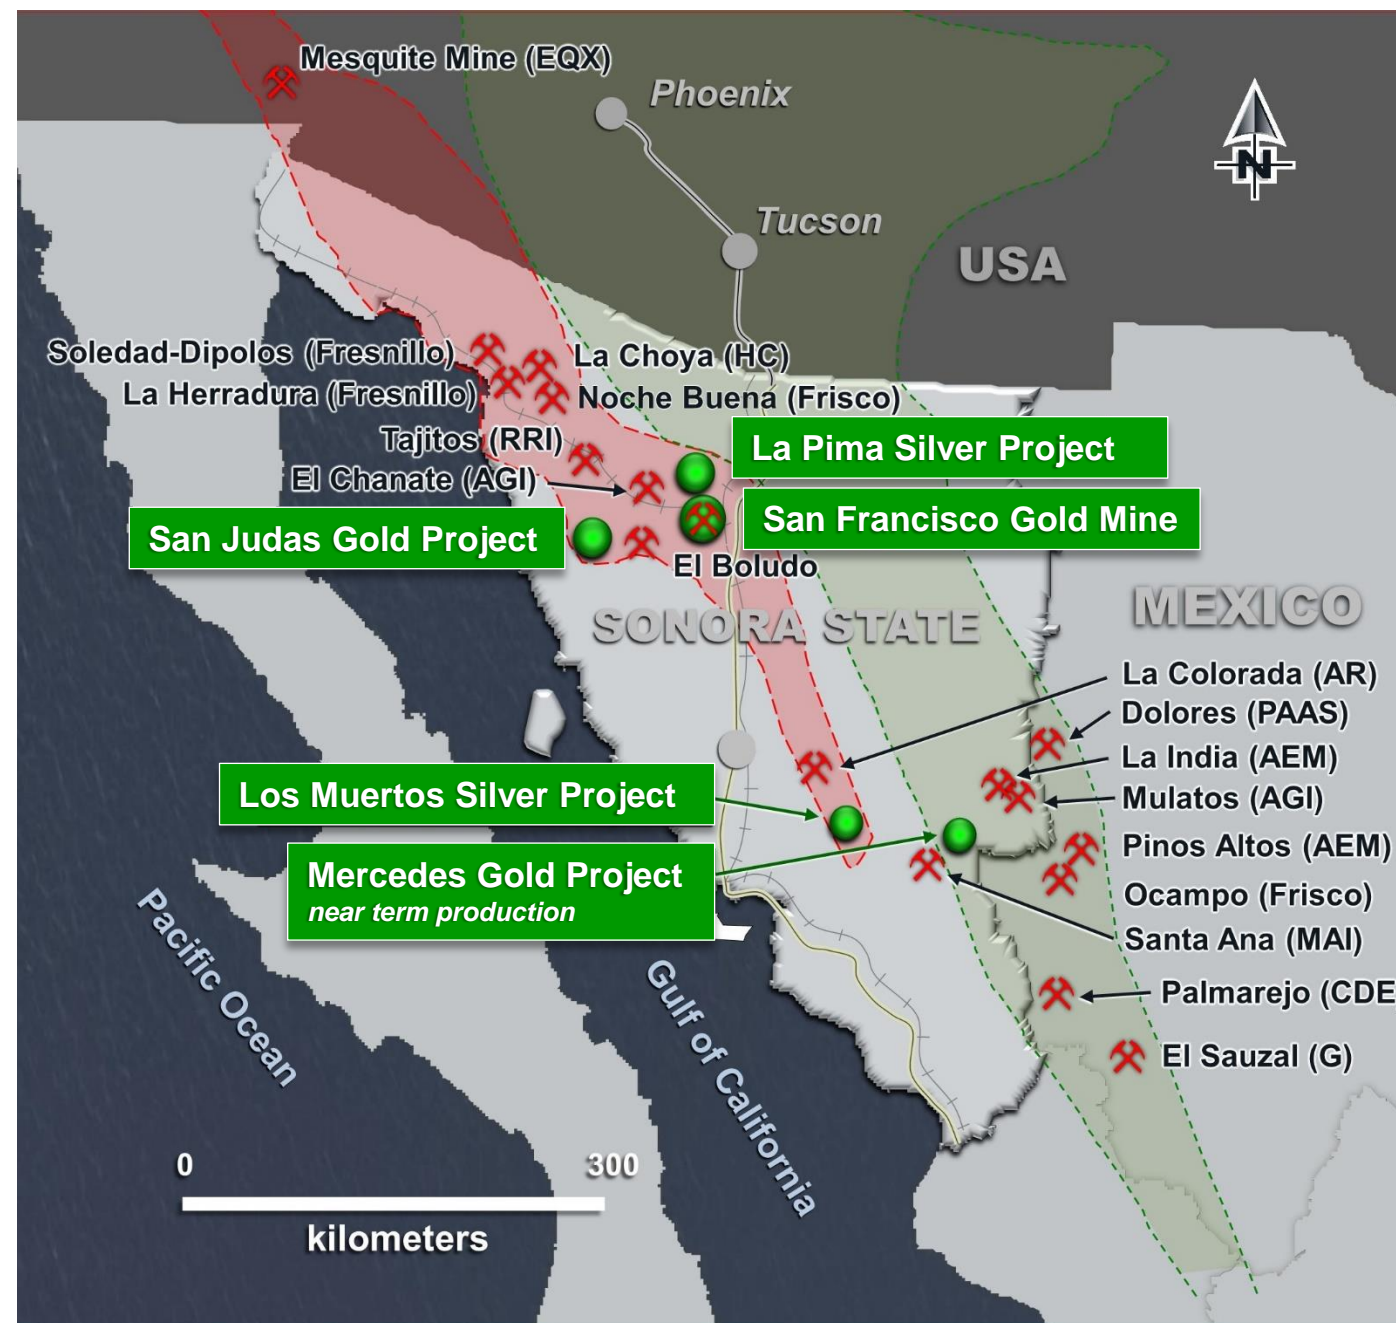 Mesquite Mine (EQX)
Phoenix
N
Tucson
USA
Soledad-Dipolos (Fresnillo)
La Choya (HC)
La Herradura (Fresnillo)
Noche Buena (Frisco)
Tajitos (RRI)
La Pima Silver Project
El Chanate (AGI)
San Francisco Gold Mine
San Judas Gold Project
El Boludo
SONORA STATE
MEXICO
La Colorada (AR)
Dolores (PAAS)
La India (AEM)
Los Muertos Silver Project
Mulatos (AGI)
Pinos Altos (AEM)
Mercedes Gold Project
near term production
Ocampo (Frisco)
Santa Ana (MAI)
Pacific Ocean
Gulf of California
Palmarejo (CDE
El Sauzal (G)
0 300
kilometers